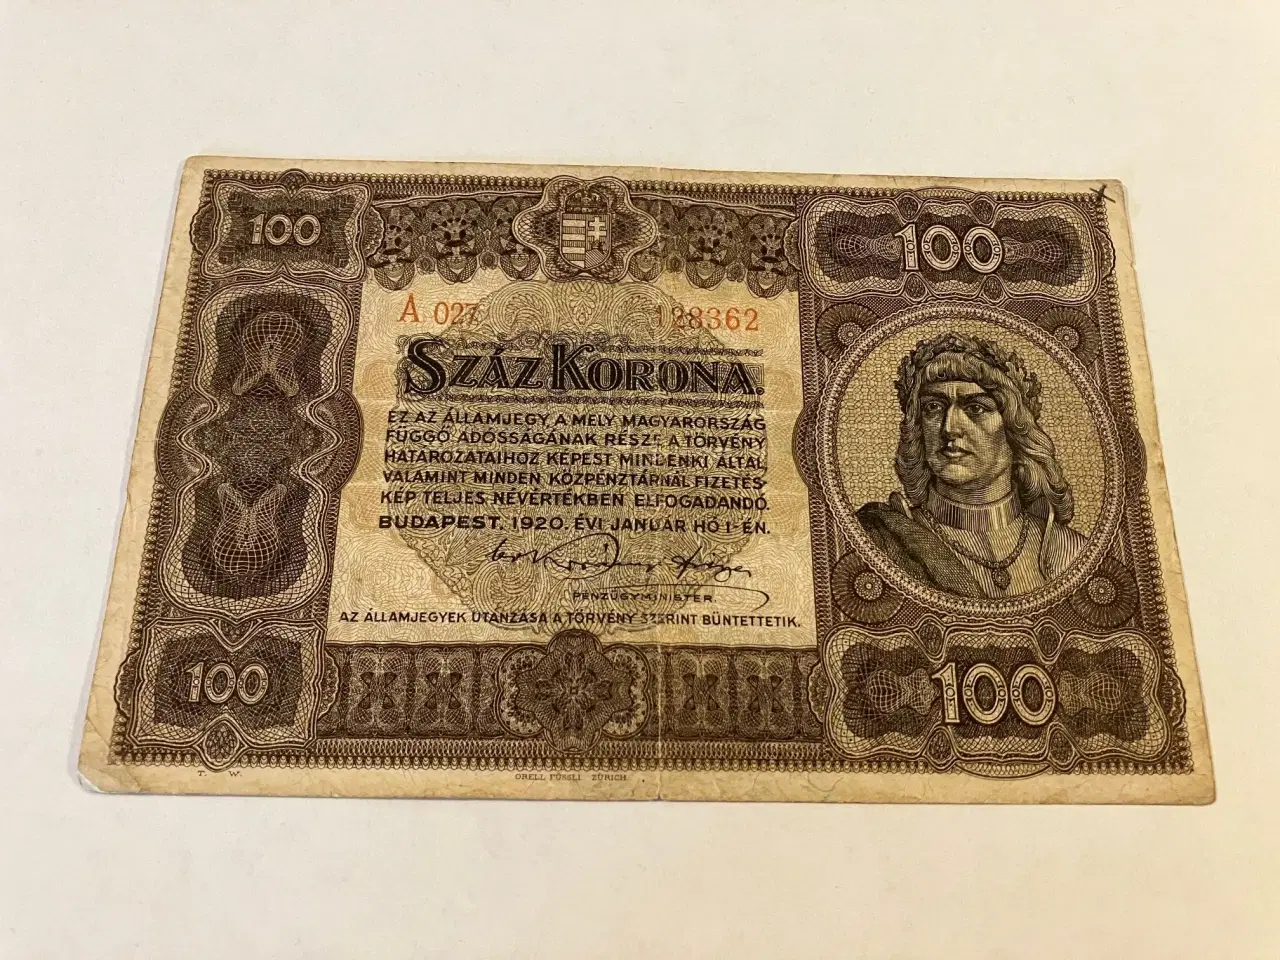 100
100
A 027 128362
SZÁZ KORONA.
EZ AZ ÁLLAMJEGY A MELY MAGYARORSZÁG
FÜGGŐ ADÓSSÁGÁNAK RÉSZE A TÖRVÉNY
HATÁROZATAIHOZ KÉPEST MINDENKI ÁLTAL,
VALAMINT MINDEN KÖZPÉNZTÁRNÁL FIZETÉS-
KÉP TELJES NÉVÉRTÉKBEN ELFOGADANDÓ.
BUDAPEST, 1920. ÉVI JANUÁR HÓ 1-ÉN.
PÉNZÜGYMINISTER.
AZ ÁLLAMJEGYEK UTÁNZÁSA A TÖRVÉNY SZERINT BÜNTETTETIK.
100
100
T. W.
ORELL FÜSSLI ZÜRICH